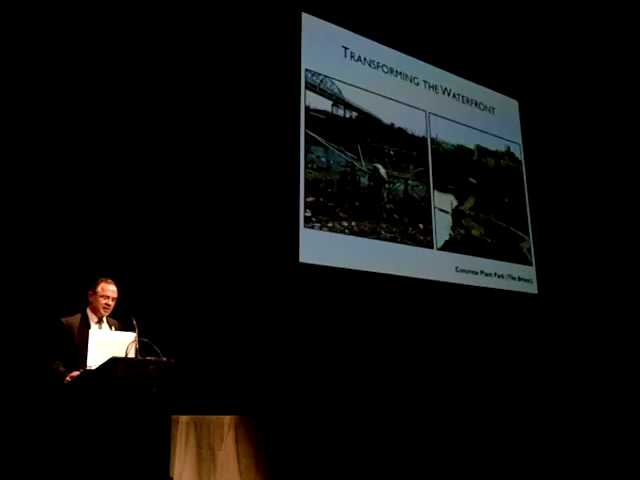 TRANSFORMING THE WATERFRONT
Concrete Plant Park (The Bronx)